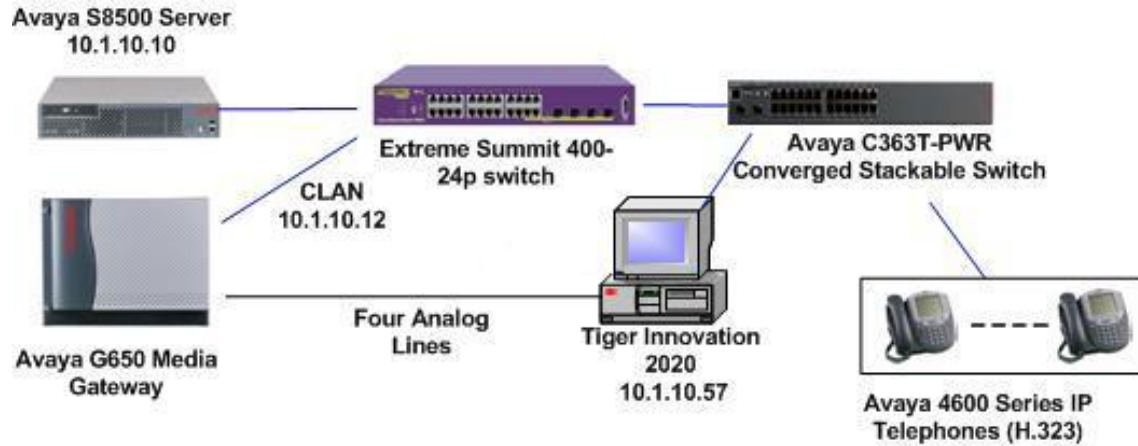 Avaya S8500 Server
10.1.10.10
Extreme Summit 400-
24p switch
Avaya C363T-PWR
Converged Stackable Switch
CLAN
10.1.10.12
Four Analog
Lines
Tiger Innovation
2020
10.1.10.57
Avaya G650 Media
Gateway
Avaya 4600 Series IP
Telephones (H.323)